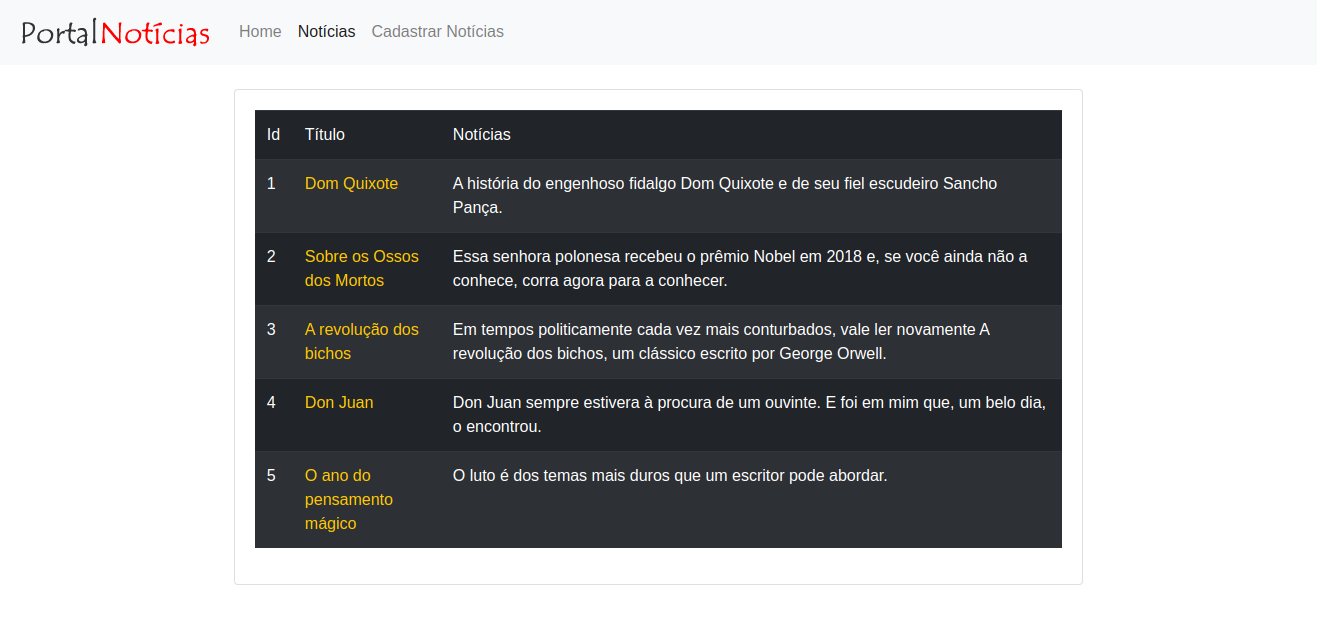 PortalNotícias Home Notícias Cadastrar Notícias
Id Título Notícias
1 Dom Quixote A história do engenhoso fidalgo Dom Quixote e de seu fiel escudeiro Sancho
Pança.
2 Sobre os Ossos Essa senhora polonesa recebeu o prêmio Nobel em 2018 e, se você ainda não a
dos Mortos conhece, corra agora para a conhecer.
3 A revolução dos Em tempos politicamente cada vez mais conturbados, vale ler novamente A
bichos revolução dos bichos, um clássico escrito por George Orwell.
4 Don Juan Don Juan sempre estivera à procura de um ouvinte. E foi em mim que, um belo dia,
o encontrou.
5 O ano do O luto é dos temas mais duros que um escritor pode abordar.
pensamento
mágico